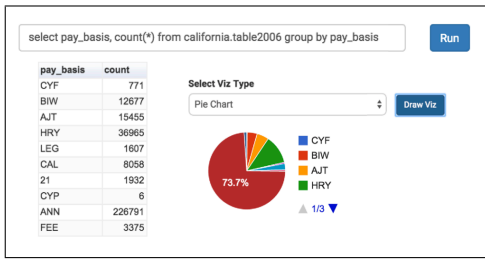 select pay_basis, count(*) from california.table2006 group by pay_basis
Run
pay_basis count
CYF 771
BIW 12677
AJT 15455
HRY 36965
LEG 1607
CAL 8058
21 1932
CYP 6
ANN 226791
FEE 3375
Select Viz Type
Pie Chart
Draw Viz
73.7%
CYF
BIW
AJT
HRY
1/3